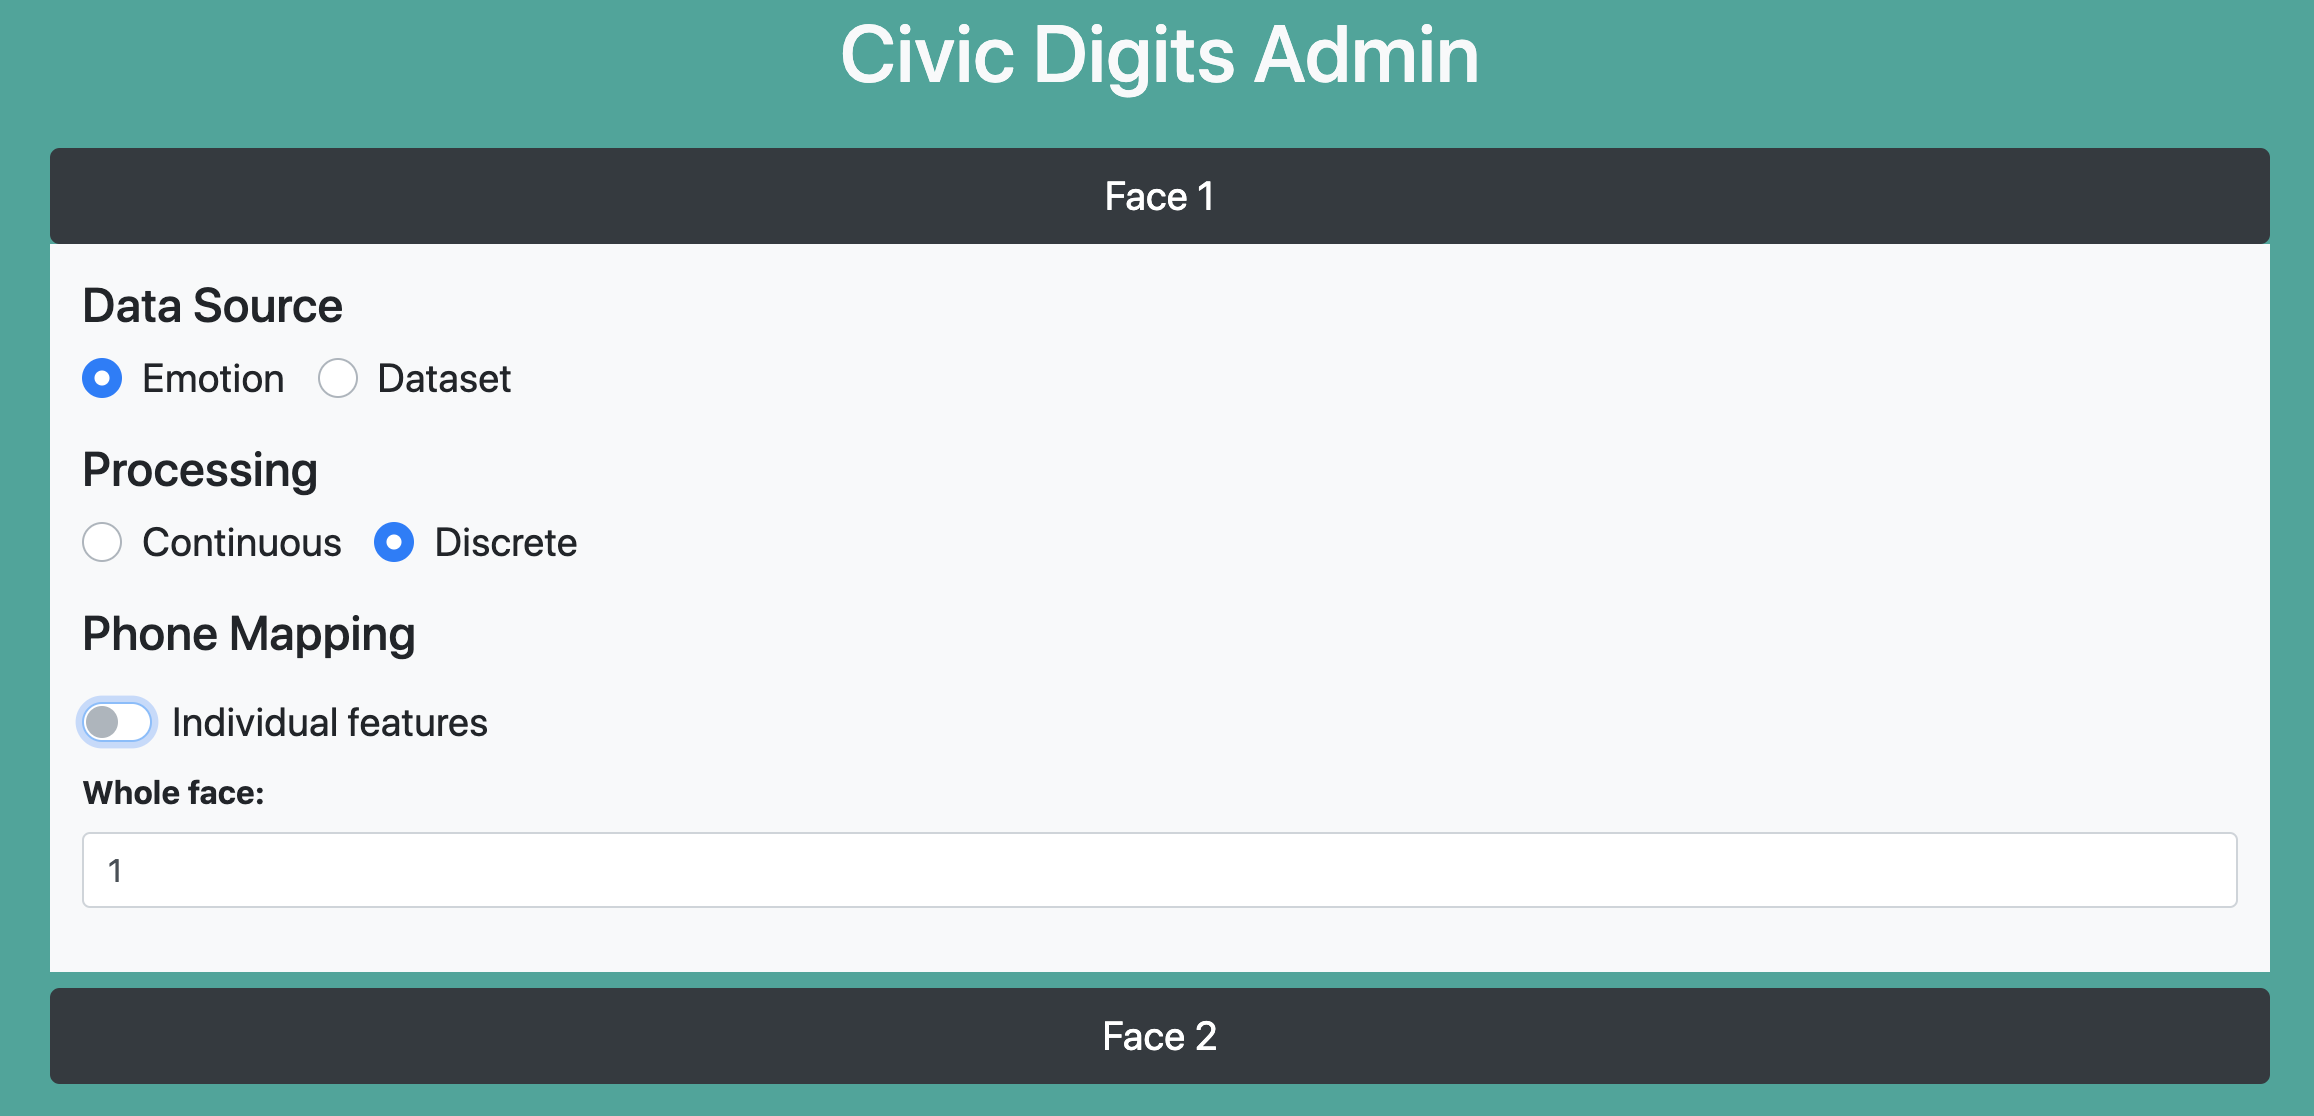 Civic Digits Admin
Face 1
Data Source
Emotion Dataset
Processing
Continuous Discrete
Phone Mapping
Individual features
Whole face:
1
Face 2